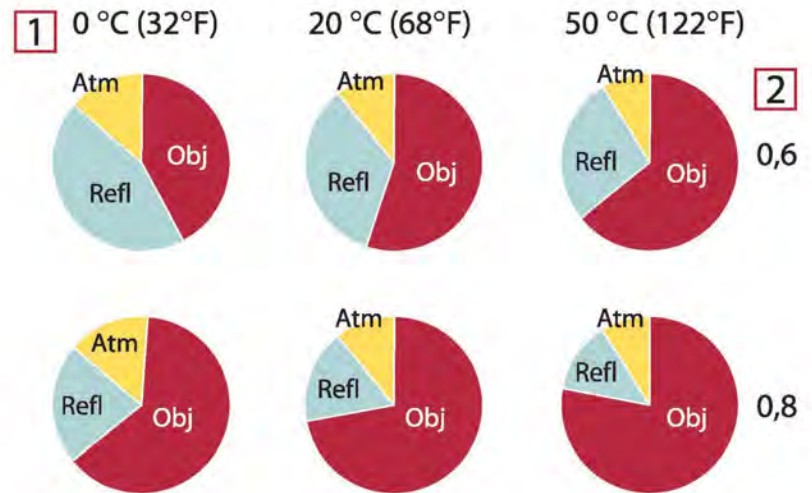 1 0 °C (32°F) 20 °C (68°F) 50 °C (122°F)
Atm Atm Atm 2
Obj Obj Obj 0,6
Refl Refl Refl
Atm Atm Atm
Refl Refl Refl
Obj Obj Obj 0,8